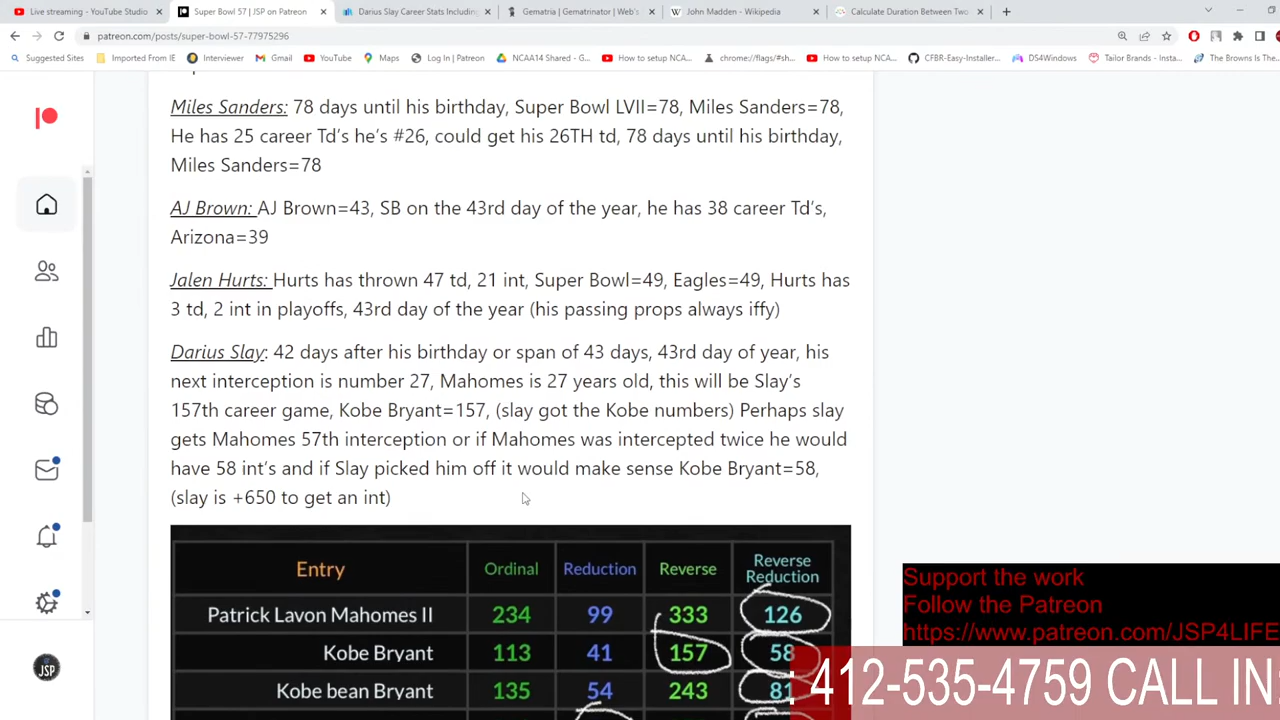 Live streaming - YouTube Studio
Super Bowl 57 | JSP on Patreon
Darius Slay Career Stats Including
Gematria | Gematrinator | Web's
John Madden - Wikipedia
Calculate Duration Between Two
patreon.com/posts/super-bowl-57-77975296
Suggested Sites
Imported From IE
Interviewer
Gmail
YouTube
Maps
Log In | Patreon
NCAA14 Shared - G...
How to setup NCA...
chrome://flags/#sh...
How to setup NCA...
CFBR-Easy-Installer...
DS4Windows
Tailor Brands - Insta...
The Browns Is The...
Miles Sanders: 78 days until his birthday, Super Bowl LVII=78, Miles Sanders=78,
He has 25 career Td's he's #26, could get his 26TH td, 78 days until his birthday,
Miles Sanders=78
AJ Brown: AJ Brown=43, SB on the 43rd day of the year, he has 38 career Td's,
Arizona=39
Jalen Hurts: Hurts has thrown 47 td, 21 int, Super Bowl=49, Eagles=49, Hurts has
3 td, 2 int in playoffs, 43rd day of the year (his passing props always iffy)
Darius Slay: 42 days after his birthday or span of 43 days, 43rd day of year, his
next interception is number 27, Mahomes is 27 years old, this will be Slay's
157th career game, Kobe Bryant=157, (slay got the Kobe numbers) Perhaps slay
gets Mahomes 57th interception or if Mahomes was intercepted twice he would
have 58 int's and if Slay picked him off it would make sense Kobe Bryant=58,
(slay is +650 to get an int)
Entry Ordinal Reduction Reverse Reverse Reduction
Patrick Lavon Mahomes II 234 99 333 126
Kobe Bryant 113 41 157 58
Kobe bean Bryant 135 54 243 81
JSP
Support the work
Follow the Patreon
https://www.patreon.com/JSP4LIFE
: 412-535-4759 CALL IN: